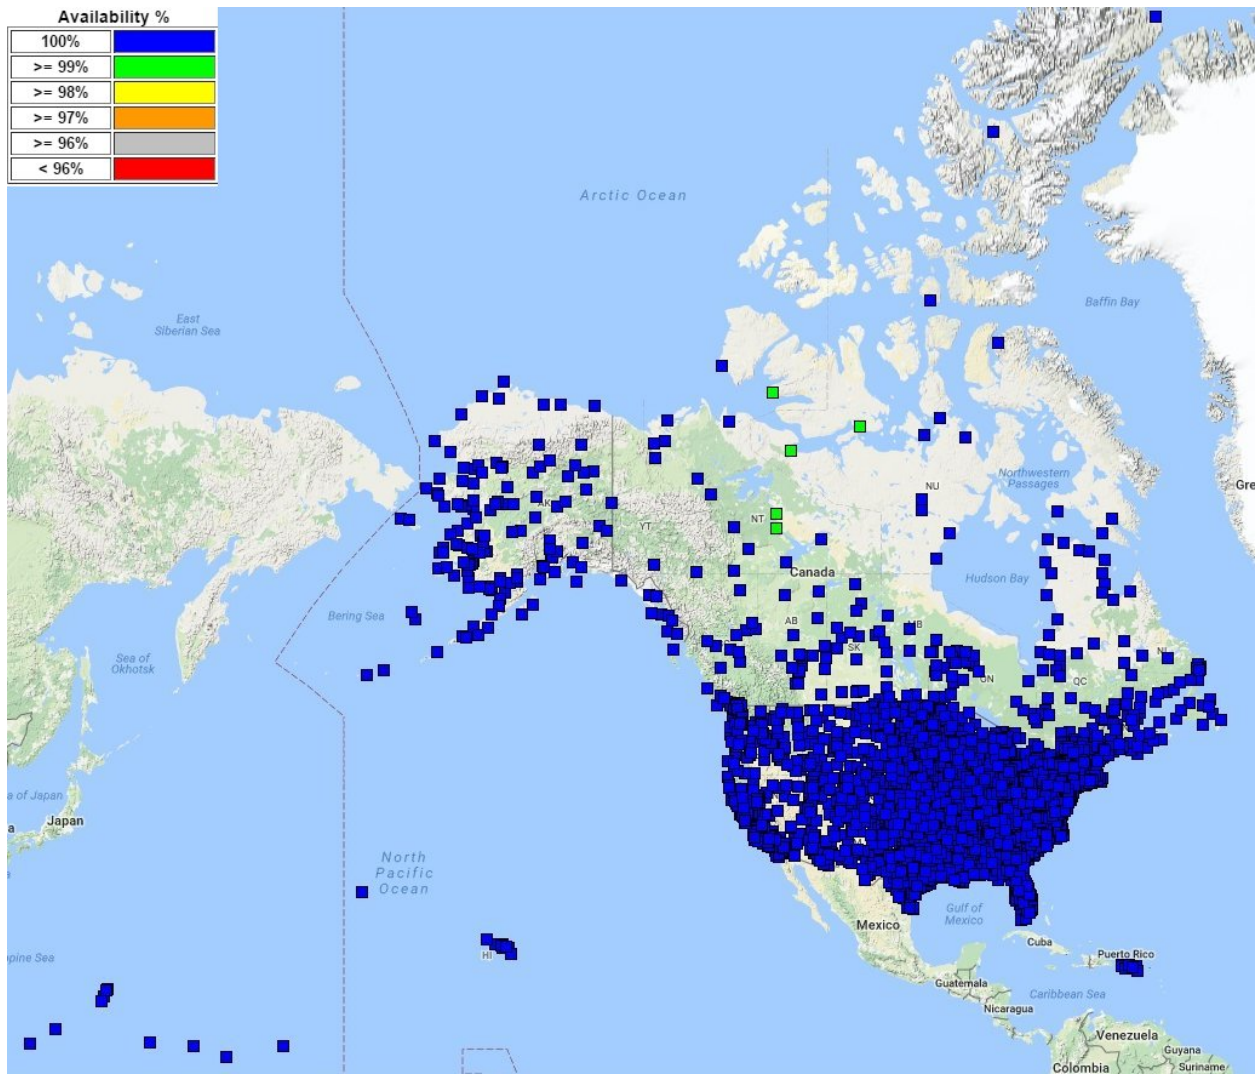 Availability %
100%
>= 99%
>= 98%
>= 97%
>= 96%
< 96%
Arctic Ocean
Baffin Bay
East
Siberian Sea
Northwestern
Passages
NU
Gre
AK
YT
NT
Canada
Hudson Bay
Bering Sea
Sea of
Okhotsk
AB
MB
SK
ON
QC
NL
a of Japan
Japan
a
North
Pacific
Ocean
Gulf of
Mexico
Mexico
Cuba
Puerto Rico
HI
ppine Sea
Guatemala
Caribbean Sea
Nicaragua
Venezuela
Guyana
Suriname
Colombia